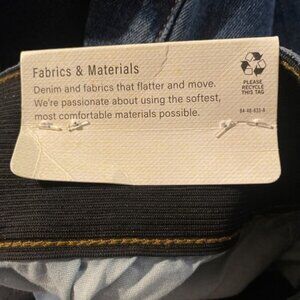 Fabrics & Materials
Denim and fabrics that flatter and move.
We're passionate about using the softest,
most comfortable materials possible.
PLEASE
RECYCLE
THIS TAG